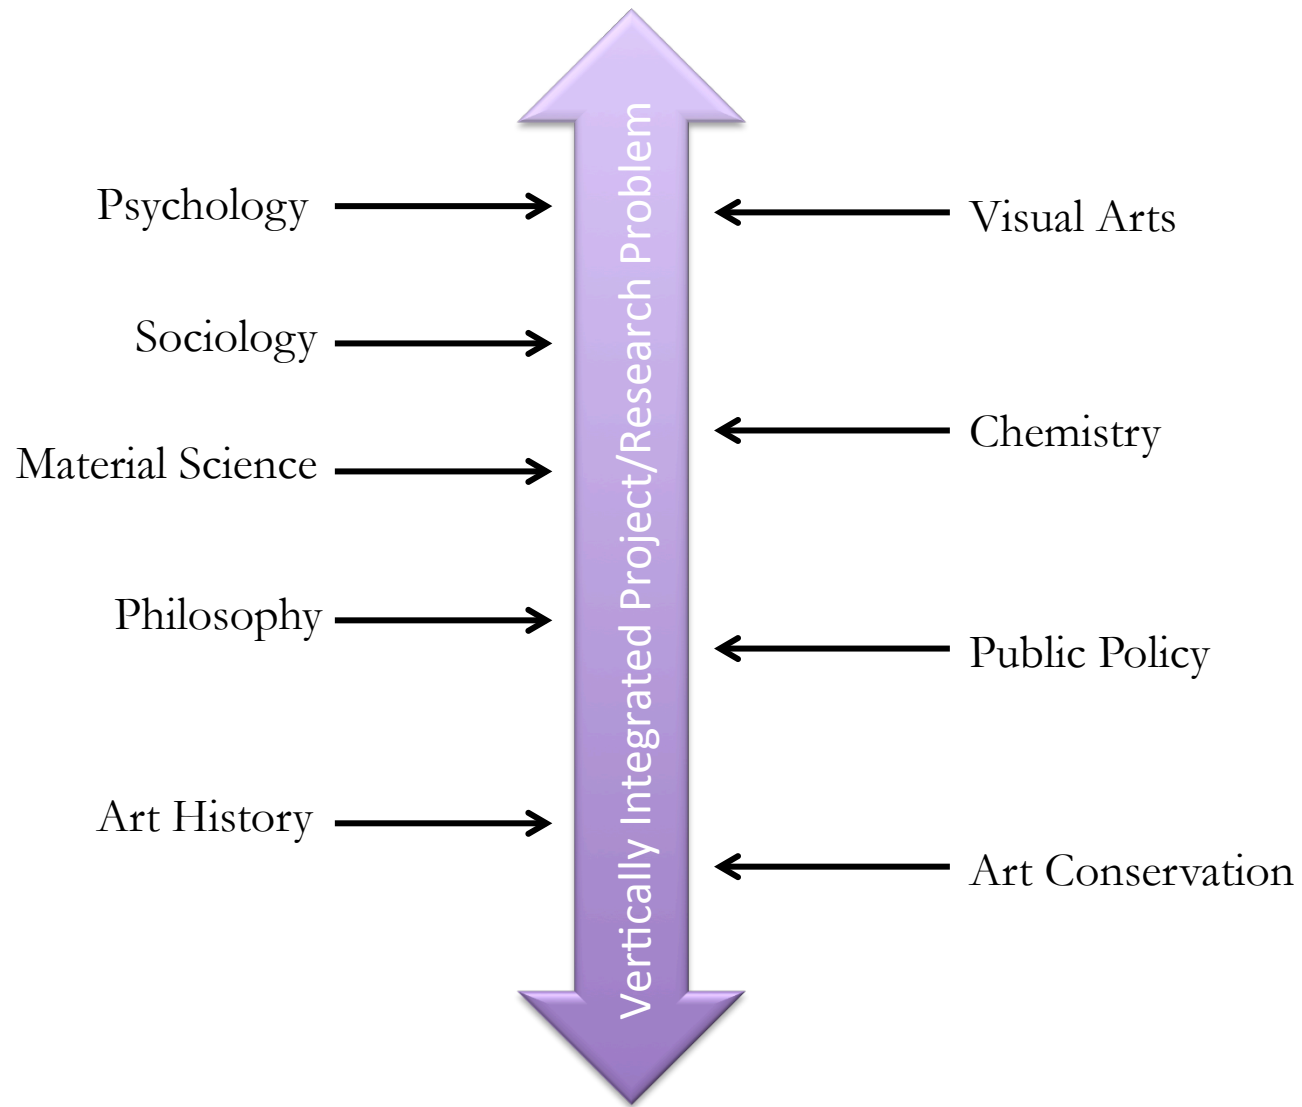 Psychology
Sociology
Material Science
Philosophy
Art History
Vertically Integrated Project/Research Problem
Visual Arts
Chemistry
Public Policy
Art Conservation